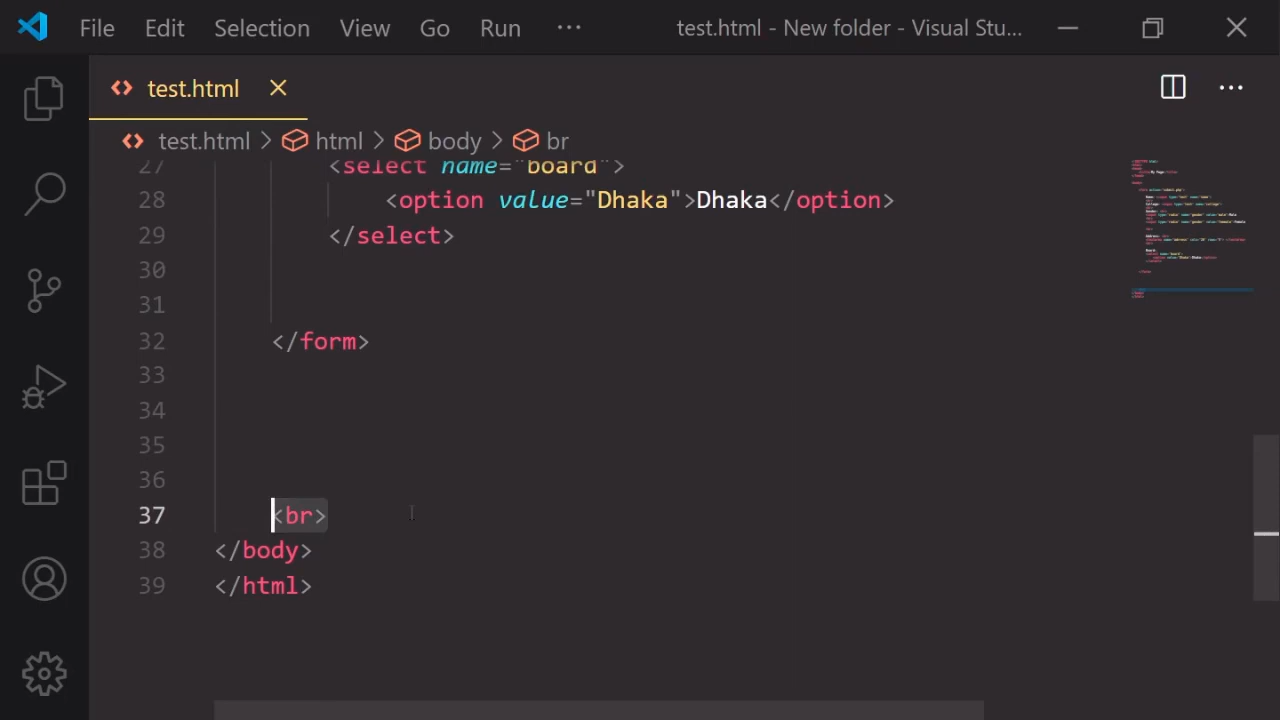 File Edit Selection View Go Run ··· test.html - New folder - Visual Stu...
test.html
test.html > html > body > br
27 <select name="board">
28 <option value="Dhaka">Dhaka</option>
29 </select>
30
31
32 </form>
33
34
35
36
37 <br>
38 </body>
39 </html>